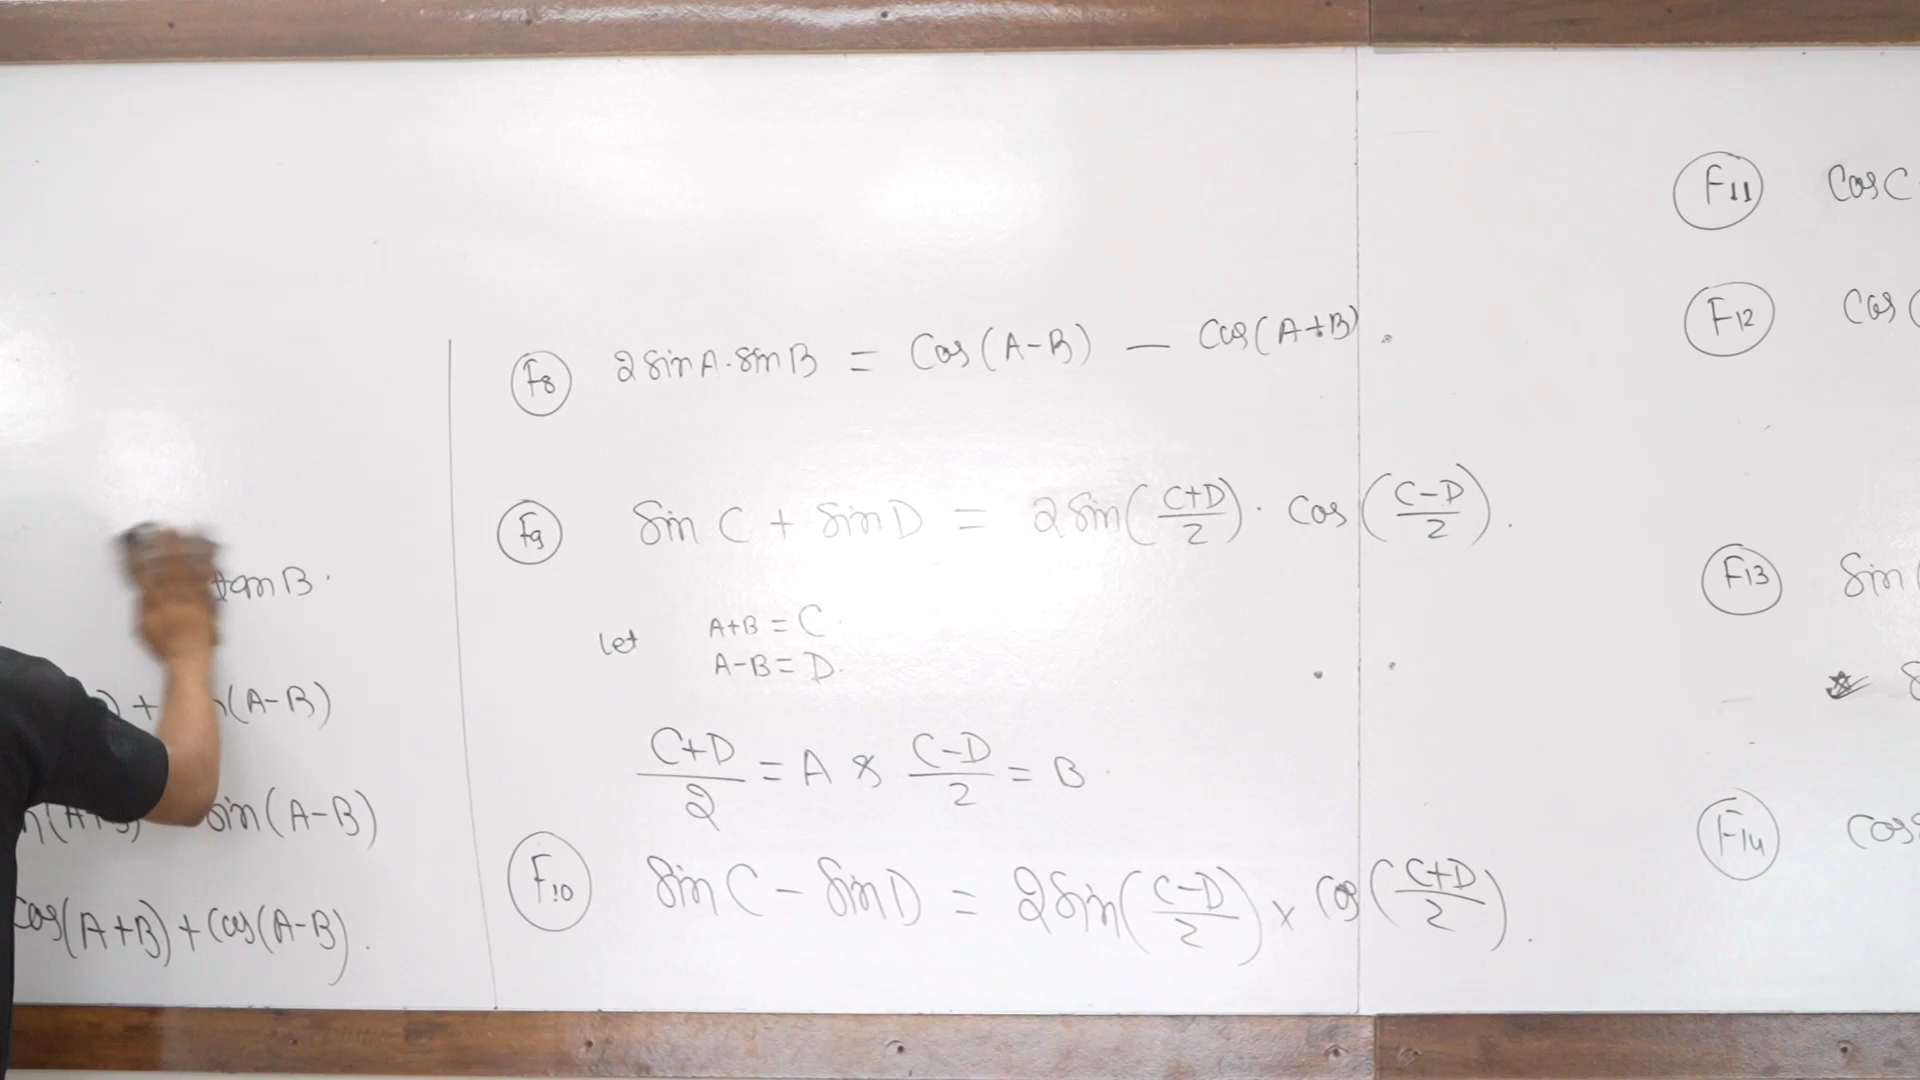 tan B.
) + n(A-B)
n(A+B) sin(A-B)
cos(A+B) + cos(A-B).
F8 2 sin A . sin B = Cos (A-B) - Cos (A+B).
F9 Sin C + Sin D = 2 Sin ( C+D / 2 ) . Cos ( C-D / 2 ).
Let A+B = C.
A-B = D.
C+D / 2 = A & C-D / 2 = B.
F10 Sin C - Sin D = 2 Sin ( C-D / 2 ) x Cos ( C+D / 2 ).
F11 Cos C
F12 Cos C
F13 Sin
F14 Cos